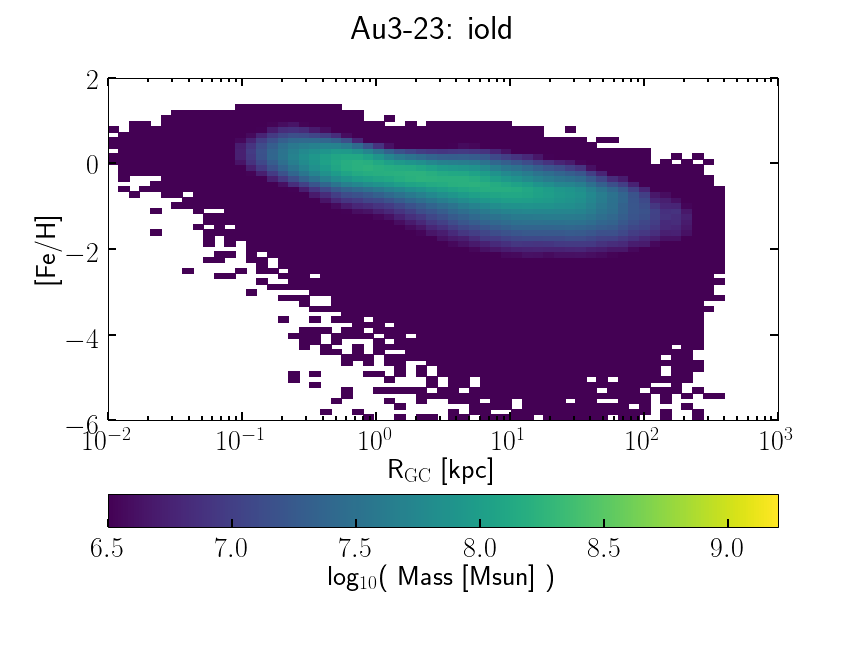 Au3-23: iold
2
0
−2
−4
−6
[Fe/H]
10⁻² 10⁻¹ 10⁰ 10¹ 10² 10³
R_GC [kpc]
6.5 7.0 7.5 8.0 8.5 9.0
log₁₀( Mass [Msun] )